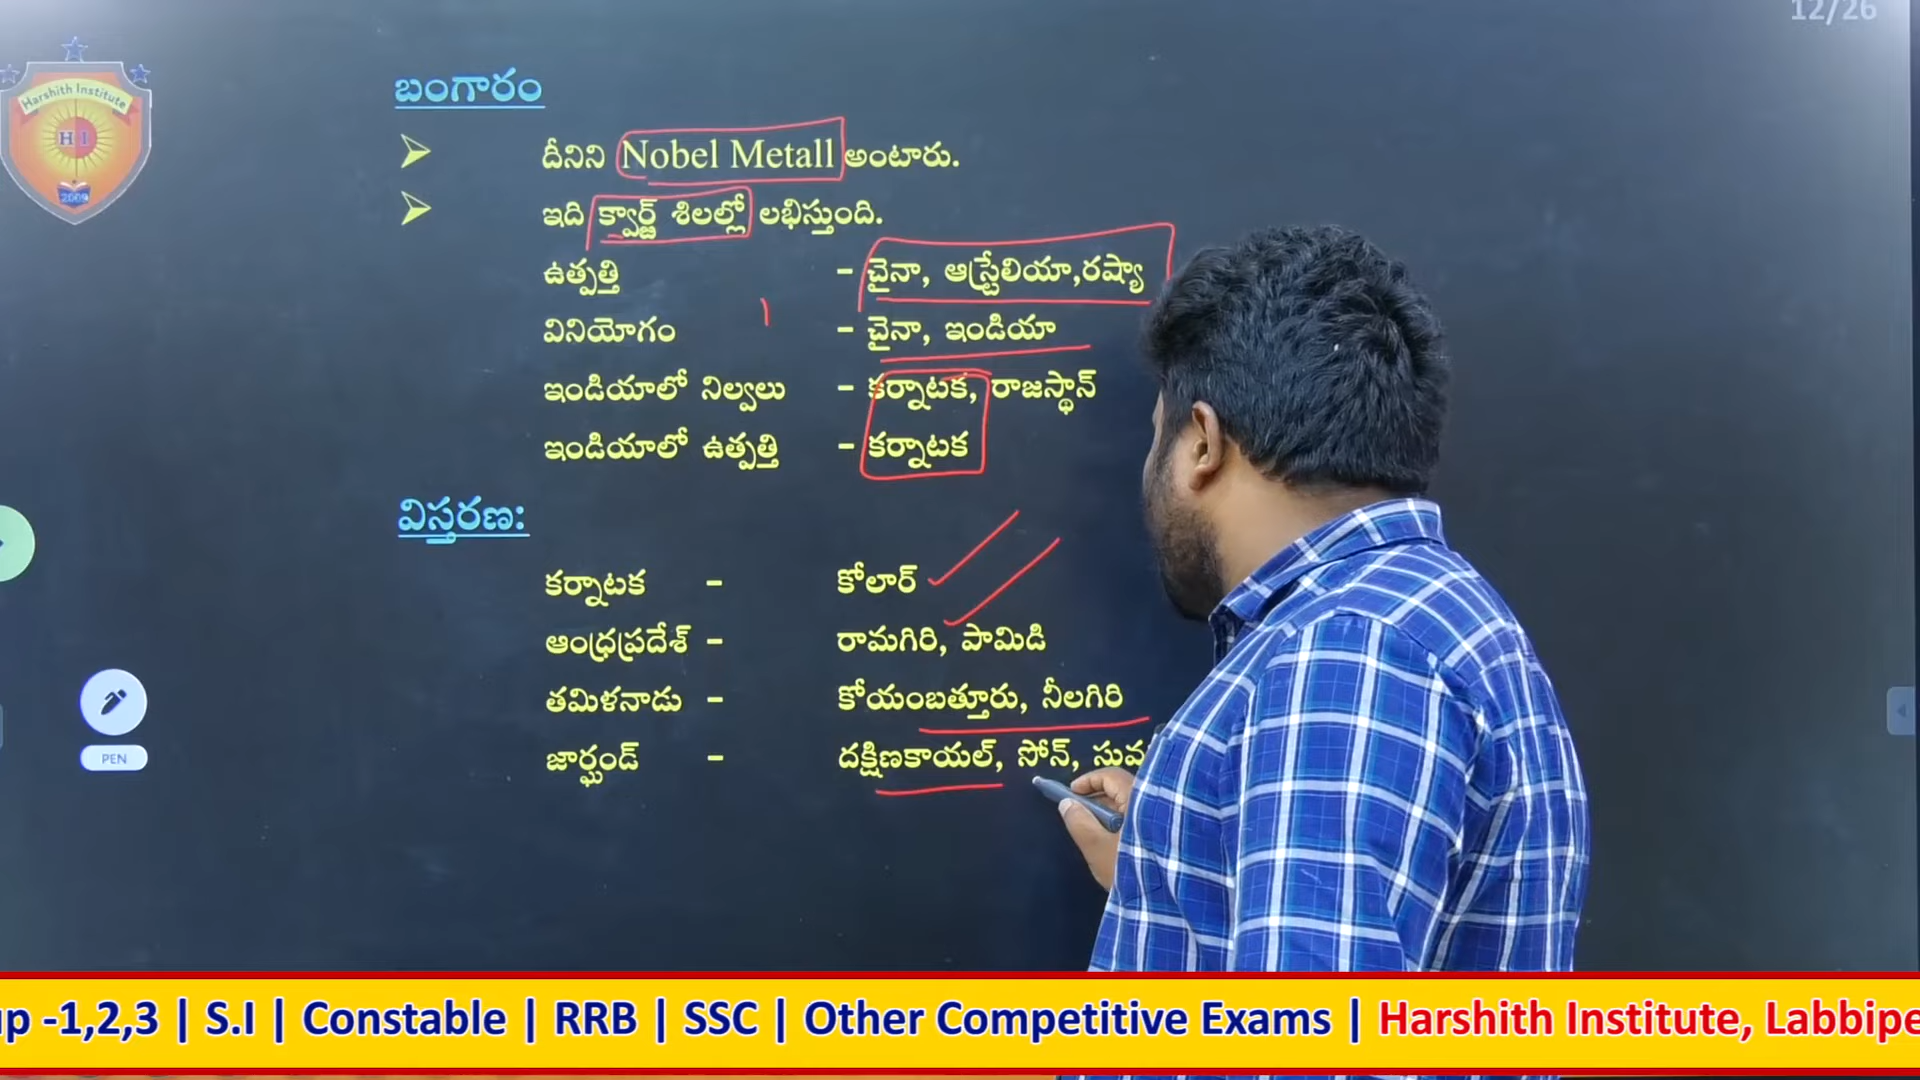 12/26
Harshith Institute
H I
2009
బంగారం
దీనిని Nobel Metall అంటారు.
ఇది క్వార్జ్ శిలల్లో లభిస్తుంది.
ఉత్పత్తి - చైనా, ఆస్ట్రేలియా,రష్యా
వినియోగం - చైనా, ఇండియా
ఇండియాలో నిల్వలు - కర్నాటక, రాజస్థాన్
ఇండియాలో ఉత్పత్తి - కర్నాటక
విస్తరణ:
కర్నాటక - కోలార్
ఆంధ్రప్రదేశ్ - రామగిరి, పామిడి
తమిళనాడు - కోయంబత్తూరు, నీలగిరి
జార్ఖండ్ - దక్షిణకాయల్, సోన్, సువ
PEN
up -1,2,3 | S.I | Constable | RRB | SSC | Other Competitive Exams | Harshith Institute, Labbipe